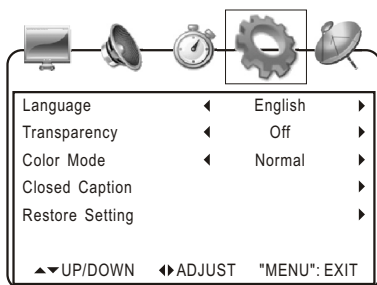 Language ◀ English ▶
Transparency ◀ Off ▶
Color Mode ◀ Normal ▶
Closed Caption ▶
Restore Setting ▶
▲▼UP/DOWN ◀▶ADJUST "MENU": EXIT